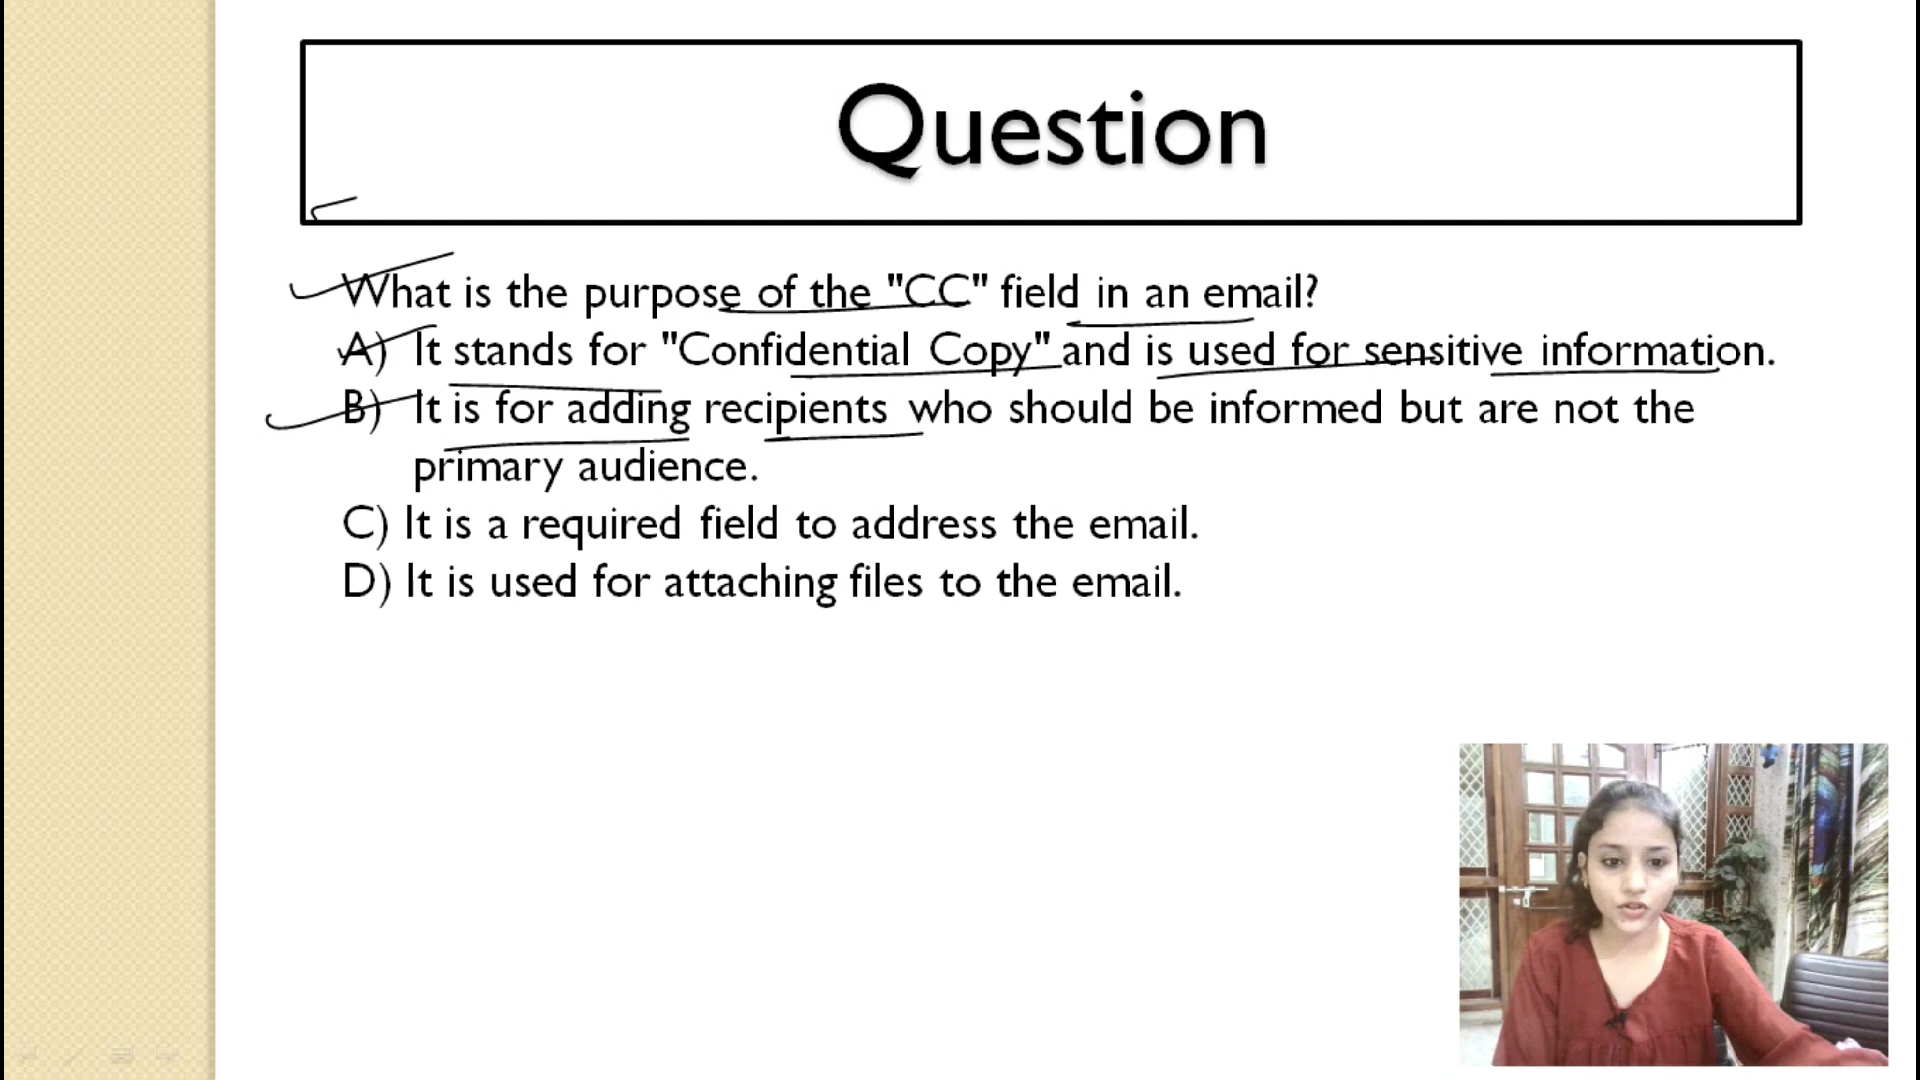 Question
What is the purpose of the "CC" field in an email?
A) It stands for "Confidential Copy" and is used for sensitive information.
B) It is for adding recipients who should be informed but are not the
primary audience.
C) It is a required field to address the email.
D) It is used for attaching files to the email.